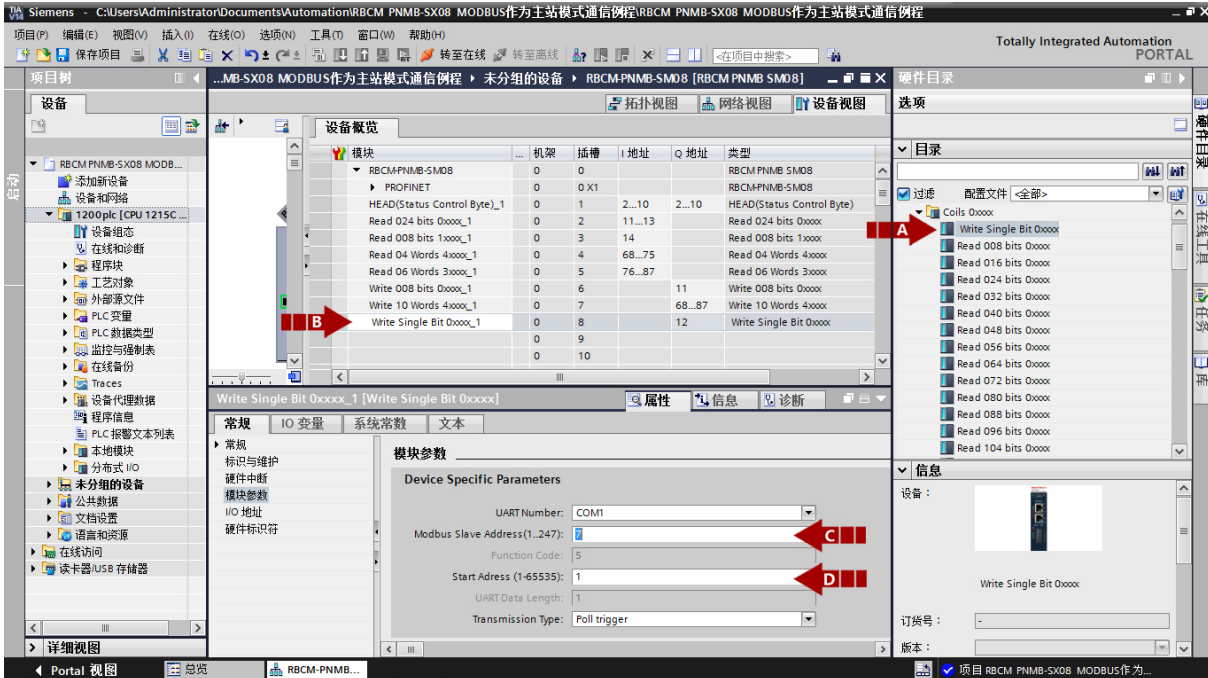 Siemens - C:\Users\Administrator\Documents\Automation\RBCM PNMB-SX08 MODBUS作为主站模式通信例程\RBCM PNMB-SX08 MODBUS作为主站模式通信例程
项目(P) 编辑(E) 视图(V) 插入(I) 在线(O) 选项(N) 工具(T) 窗口(W) 帮助(H)
Totally Integrated Automation
PORTAL
保存项目 转至在线 转至离线 <在项目中搜索>
项目树
...MB-SX08 MODBUS作为主站模式通信例程 ▸ 未分组的设备 ▸ RBCM-PNMB-SM08 [RBCM PNMB SM08]
硬件目录
设备
拓扑视图 网络视图 设备视图
选项
启动
设备概览
模块 ... 机架 插槽 I 地址 Q 地址 类型
RBCM-PNMB-SM08 0 0 RBCM PNMB SM08
PROFINET 0 0 X1 RBCM-PNMB-SM08
HEAD(Status Control Byte)_1 0 1 2...10 2...10 HEAD(Status Control Byte)
Read 024 bits 0xxxx_1 0 2 11...13 Read 024 bits 0xxxx
Read 008 bits 1xxxx_1 0 3 14 Read 008 bits 1xxxx
Read 04 Words 4xxxx_1 0 4 68...75 Read 04 Words 4xxxx
Read 06 Words 3xxxx_1 0 5 76...87 Read 06 Words 3xxxx
Write 008 bits 0xxxx_1 0 6 11 Write 008 bits 0xxxx
Write 10 Words 4xxxx_1 0 7 68...87 Write 10 Words 4xxxx
B
Write Single Bit 0xxxx_1 0 8 12 Write Single Bit 0xxxx
0 9
0 10
RBCM PNMB-SX08 MODB...
添加新设备
设备和网络
1200plc [CPU 1215C ...
设备组态
在线和诊断
程序块
工艺对象
外部源文件
PLC 变量
PLC 数据类型
监控与强制表
在线备份
Traces
设备代理数据
程序信息
PLC 报警文本列表
本地模块
分布式 I/O
未分组的设备
公共数据
文档设置
语言和资源
在线访问
读卡器/USB 存储器
详细视图
Write Single Bit 0xxxx_1 [Write Single Bit 0xxxx]
属性 信息 诊断
常规 IO 变量 系统常数 文本
常规
标识与维护
硬件中断
模块参数
I/O 地址
硬件标识符
模块参数
Device Specific Parameters
UART Number: COM1
Modbus Slave Address(1..247): 7
C
Function Code: 5
Start Adress (1-65535): 1
D
UART Data Length: 1
Transmission Type: Poll trigger
目录
过滤 配置文件 <全部>
Coils 0xxxx
A
Write Single Bit 0xxxx
Read 008 bits 0xxxx
Read 016 bits 0xxxx
Read 024 bits 0xxxx
Read 032 bits 0xxxx
Read 040 bits 0xxxx
Read 048 bits 0xxxx
Read 056 bits 0xxxx
Read 064 bits 0xxxx
Read 072 bits 0xxxx
Read 080 bits 0xxxx
Read 088 bits 0xxxx
Read 096 bits 0xxxx
Read 104 bits 0xxxx
信息
设备：
Write Single Bit 0xxxx
订货号： -
版本：
硬件目录
在线工具
任务
库
Portal 视图 总览 RBCM-PNMB... 项目 RBCM PNMB-SX08 MODBUS作为...